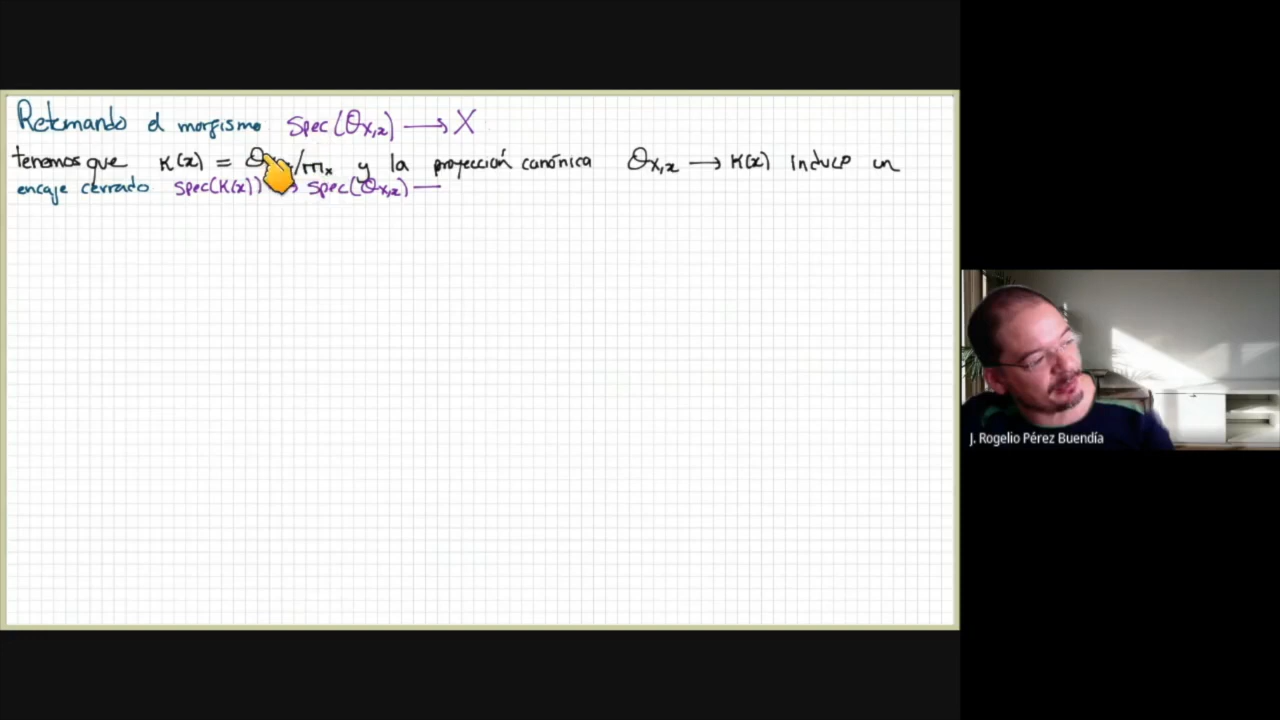 Retomando el morfismo Spec(𝒪x,x) ⟶ X
tenemos que K(x) = 𝒪 /mx y la proyección canónica 𝒪x,x ⟶ K(x) induce un
encaje cerrado Spec(K(x)) Spec(𝒪x,x) —
J. Rogelio Pérez Buendía